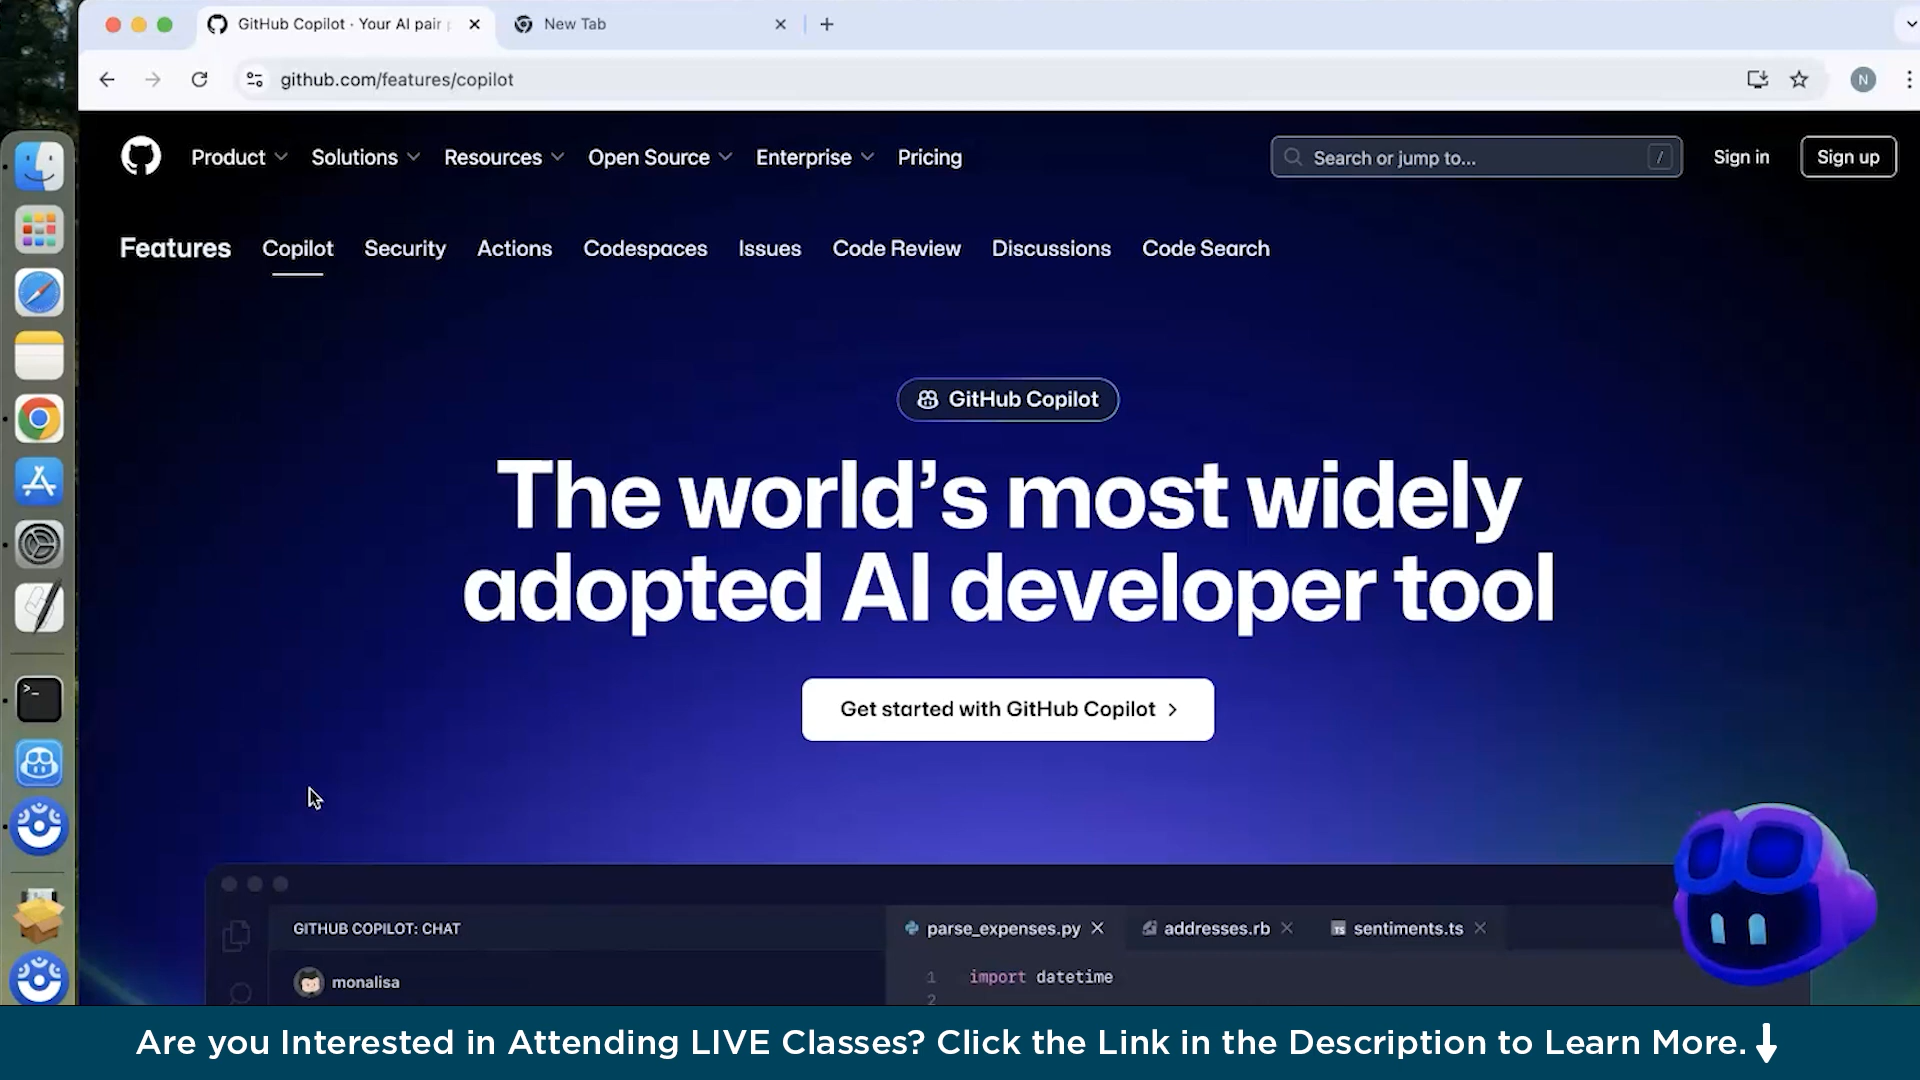 GitHub Copilot · Your AI pair
New Tab
github.com/features/copilot
N
Product
Solutions
Resources
Open Source
Enterprise
Pricing
Search or jump to...
/
Sign in
Sign up
Features
Copilot
Security
Actions
Codespaces
Issues
Code Review
Discussions
Code Search
GitHub Copilot
The world’s most widely
adopted AI developer tool
Get started with GitHub Copilot
GITHUB COPILOT: CHAT
parse_expenses.py
addresses.rb
TS
sentiments.ts
monalisa
1 import datetime
2
Are you Interested in Attending LIVE Classes? Click the Link in the Description to Learn More.